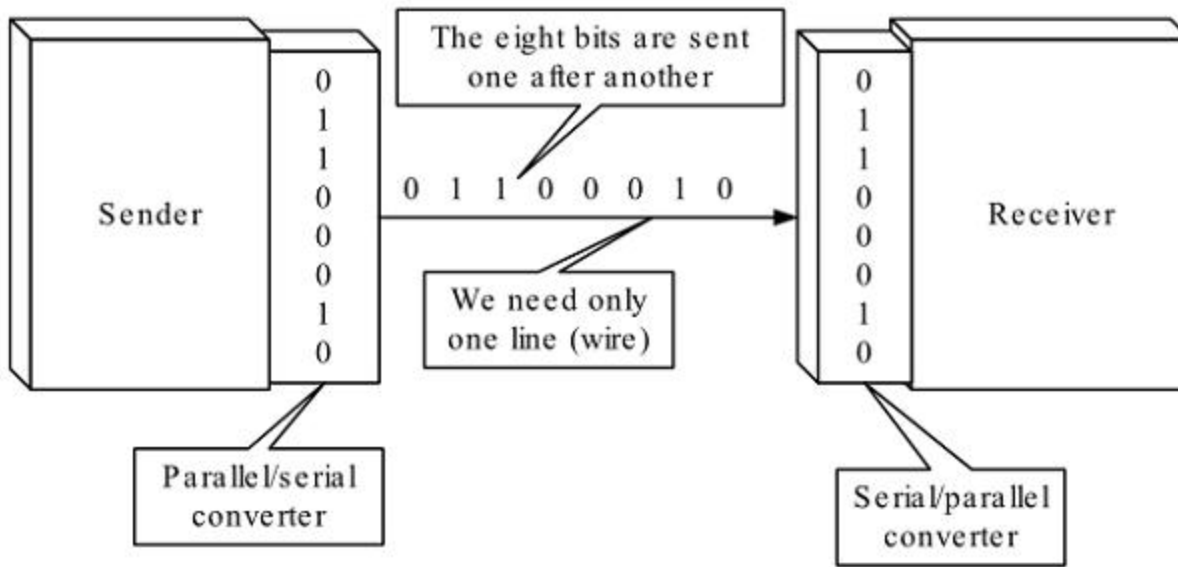 The eight bits are sent
one after another
0
1
1
0
0
0
1
0
0 1 1 0 0 0 1 0
0
1
1
0
0
0
1
0
Sender
Receiver
We need only
one line (wire)
Parallel/serial
converter
Serial/parallel
converter